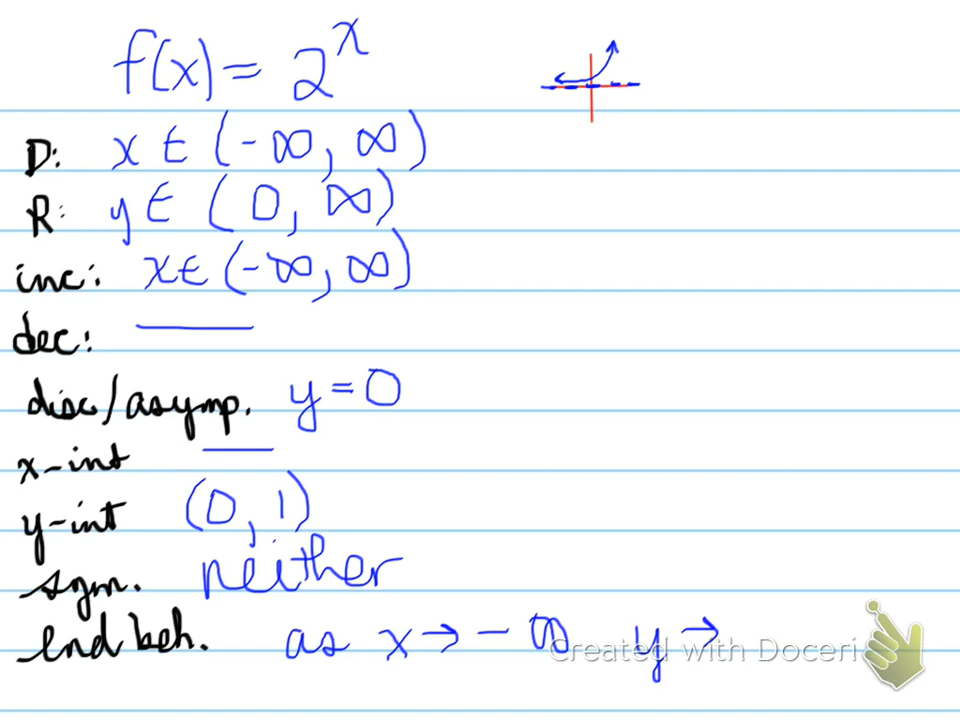 f(x) = 2^x
D: x ∈ (-∞, ∞)
R: y ∈ (0, ∞)
inc: x ∈ (-∞, ∞)
dec: ___
disc/asymp. y = 0
x-int ___
y-int (0, 1)
sym. neither
end beh. as x → -∞ y →
Created with Doceri